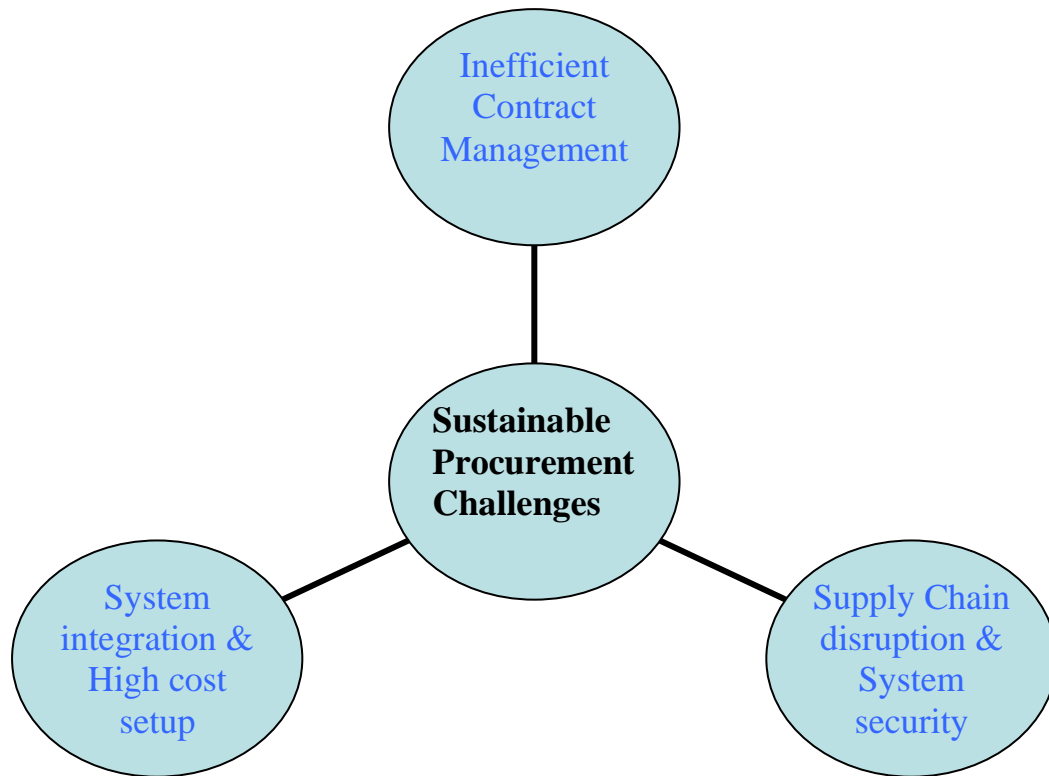 Inefficient
Contract
Management
Sustainable
Procurement
Challenges
System
integration &
High cost
setup
Supply Chain
disruption &
System
security